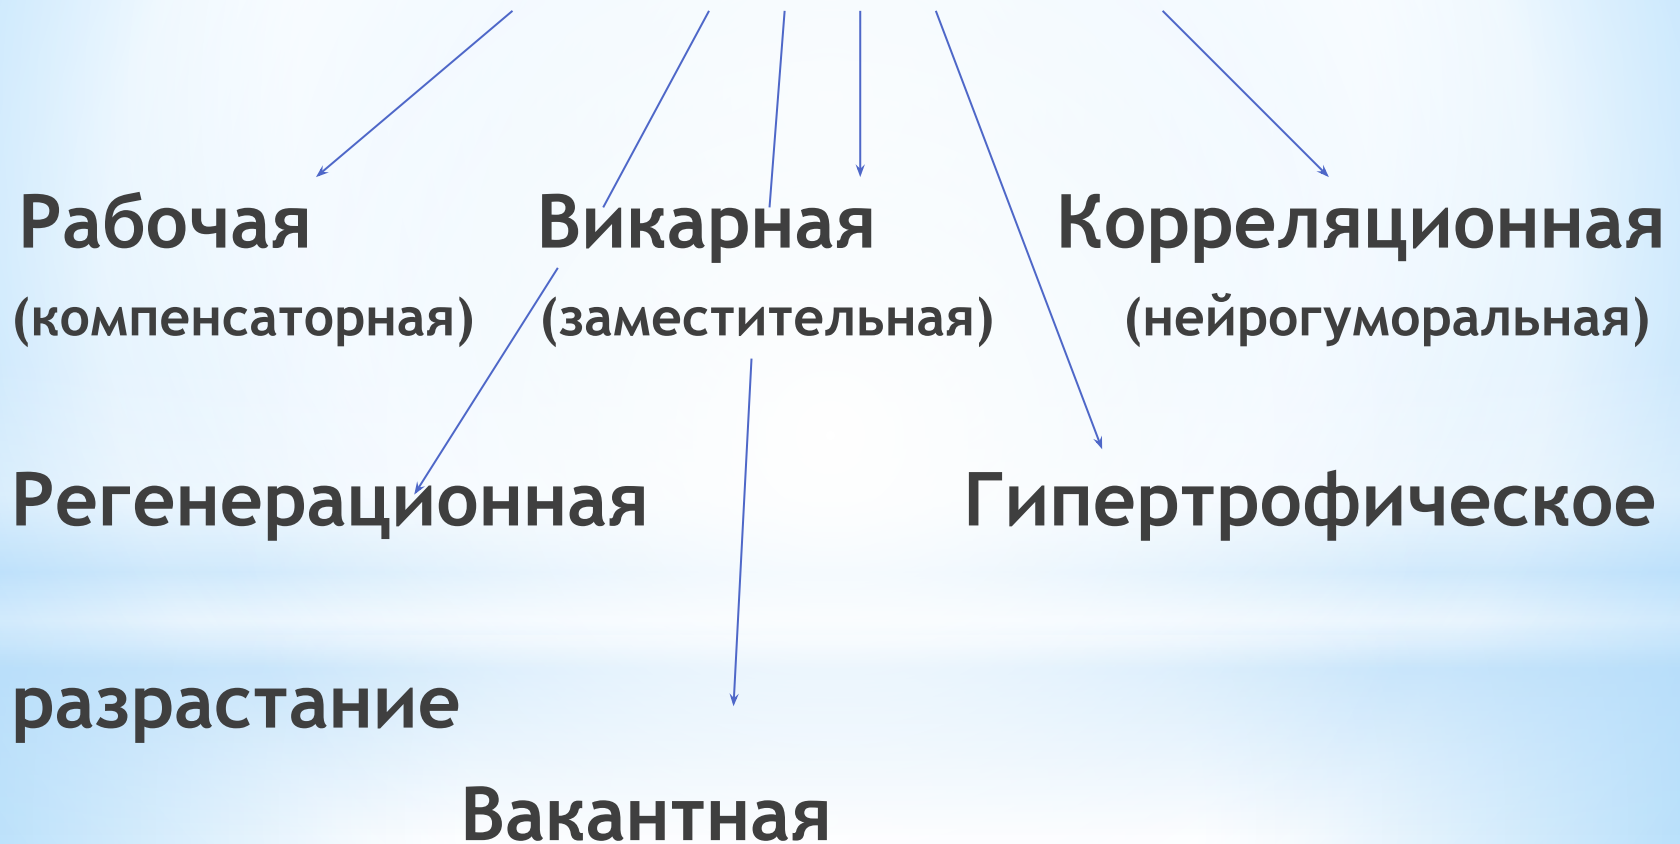 Рабочая Викарная Корреляционная
(компенсаторная) (заместительная) (нейрогуморальная)
Регенерационная Гипертрофическое
разрастание
Вакантная